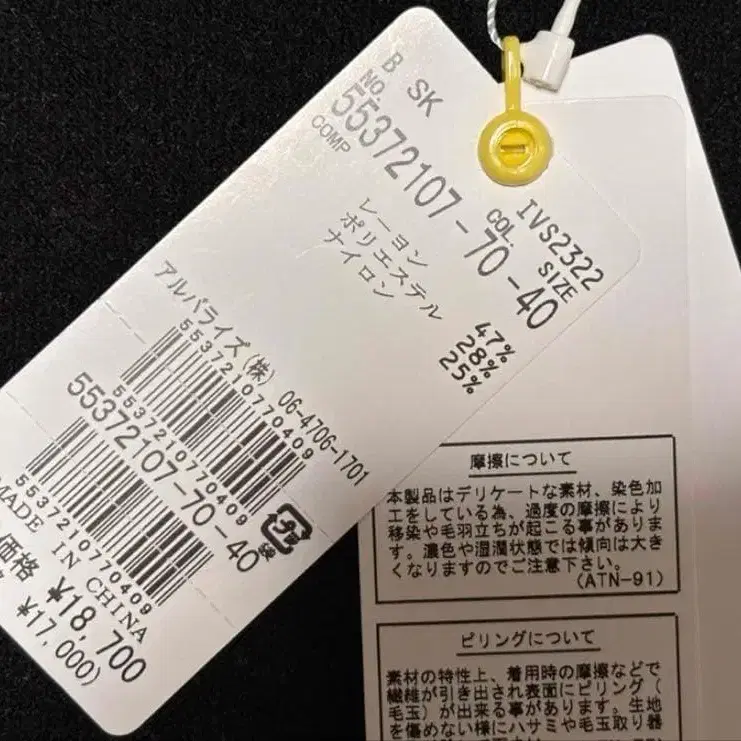 B SK
IVS2322
NO. COL. SIZE
55372107-70-40
COMP
レーヨン 47%
ポリエステル 28%
ナイロン 25%
アルバライズ(株) 06-4706-1701
5537210770409
5537210770409
55372107-70-40
袋
5537210770409
MADE IN CHINA
価格 ¥18,700
¥17,000)
摩擦について
本製品はデリケートな素材、染色加
工をしている為、過度の摩擦により
移染や毛羽立ちが起こる事がありま
す。濃色や湿潤状態では傾向は大き
くなりますのでご注意下さい。
(ATN-91)
ピリングについて
素材の特性上、着用時の摩擦などで
繊維が引き出され表面にピリング(
毛玉)が出来る事があります。生地
を傷めない様にハサミや毛玉取り器